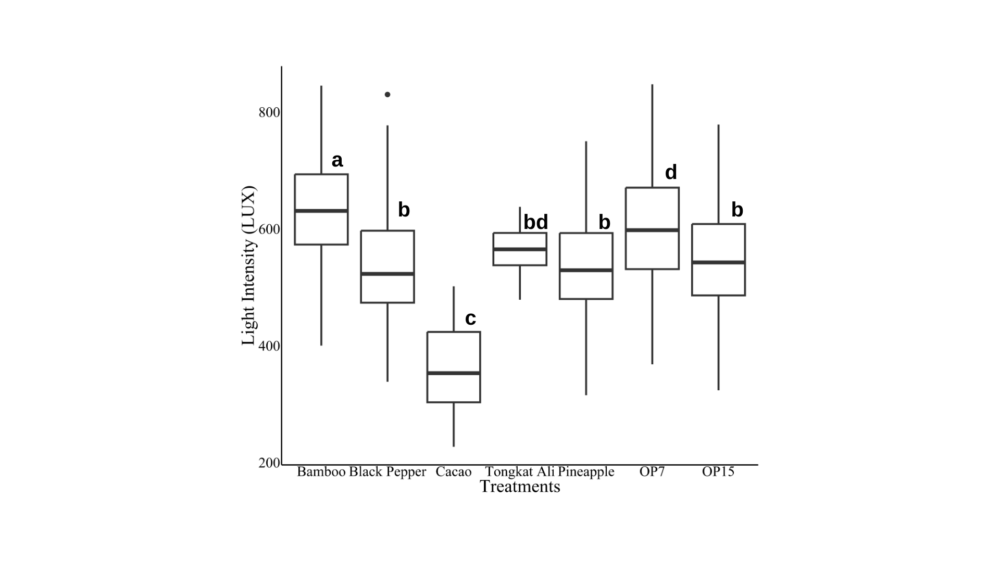 800
600
400
200
Light Intensity (LUX)
a
b
c
bd
b
d
b
Bamboo Black Pepper Cacao Tongkat Ali Pineapple OP7 OP15
Treatments